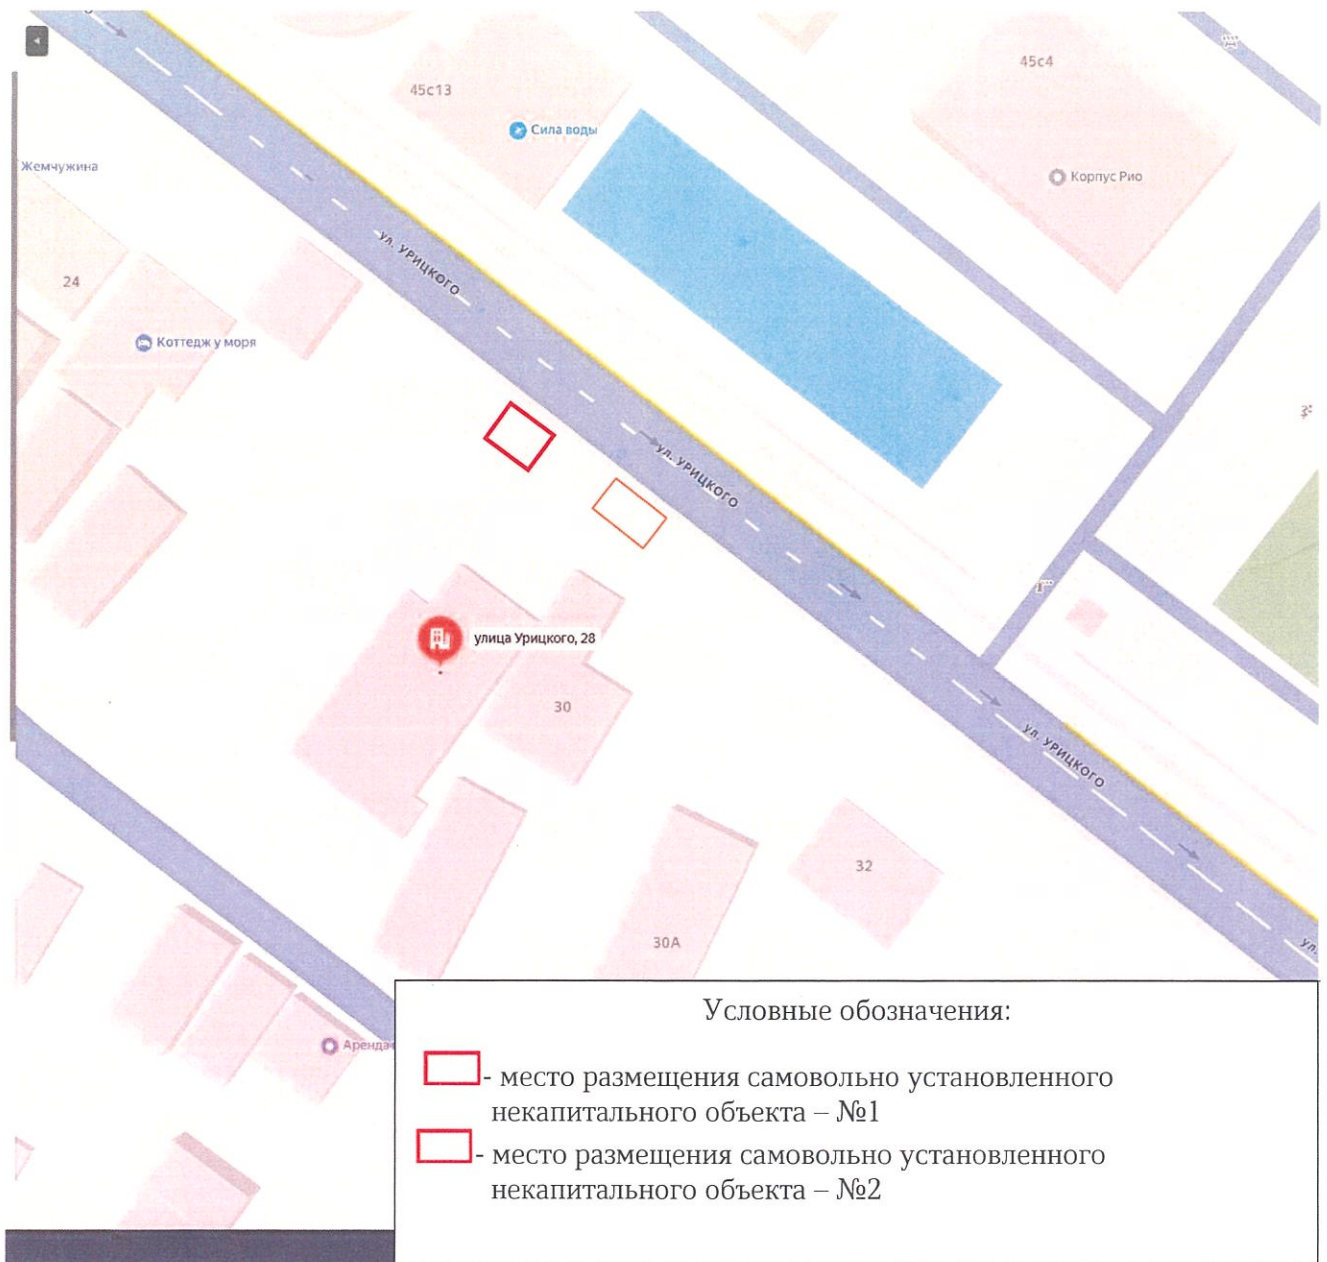 45с4
45с13
Сила воды
Жемчужина
Корпус Рио
ул. УРИЦКОГО
24
Коттедж у моря
ул. УРИЦКОГО
улица Урицкого, 28
30
ул. УРИЦКОГО
32
30А
ул.
Аренда
Условные обозначения:
- место размещения самовольно установленного
некапитального объекта – №1
- место размещения самовольно установленного
некапитального объекта – №2